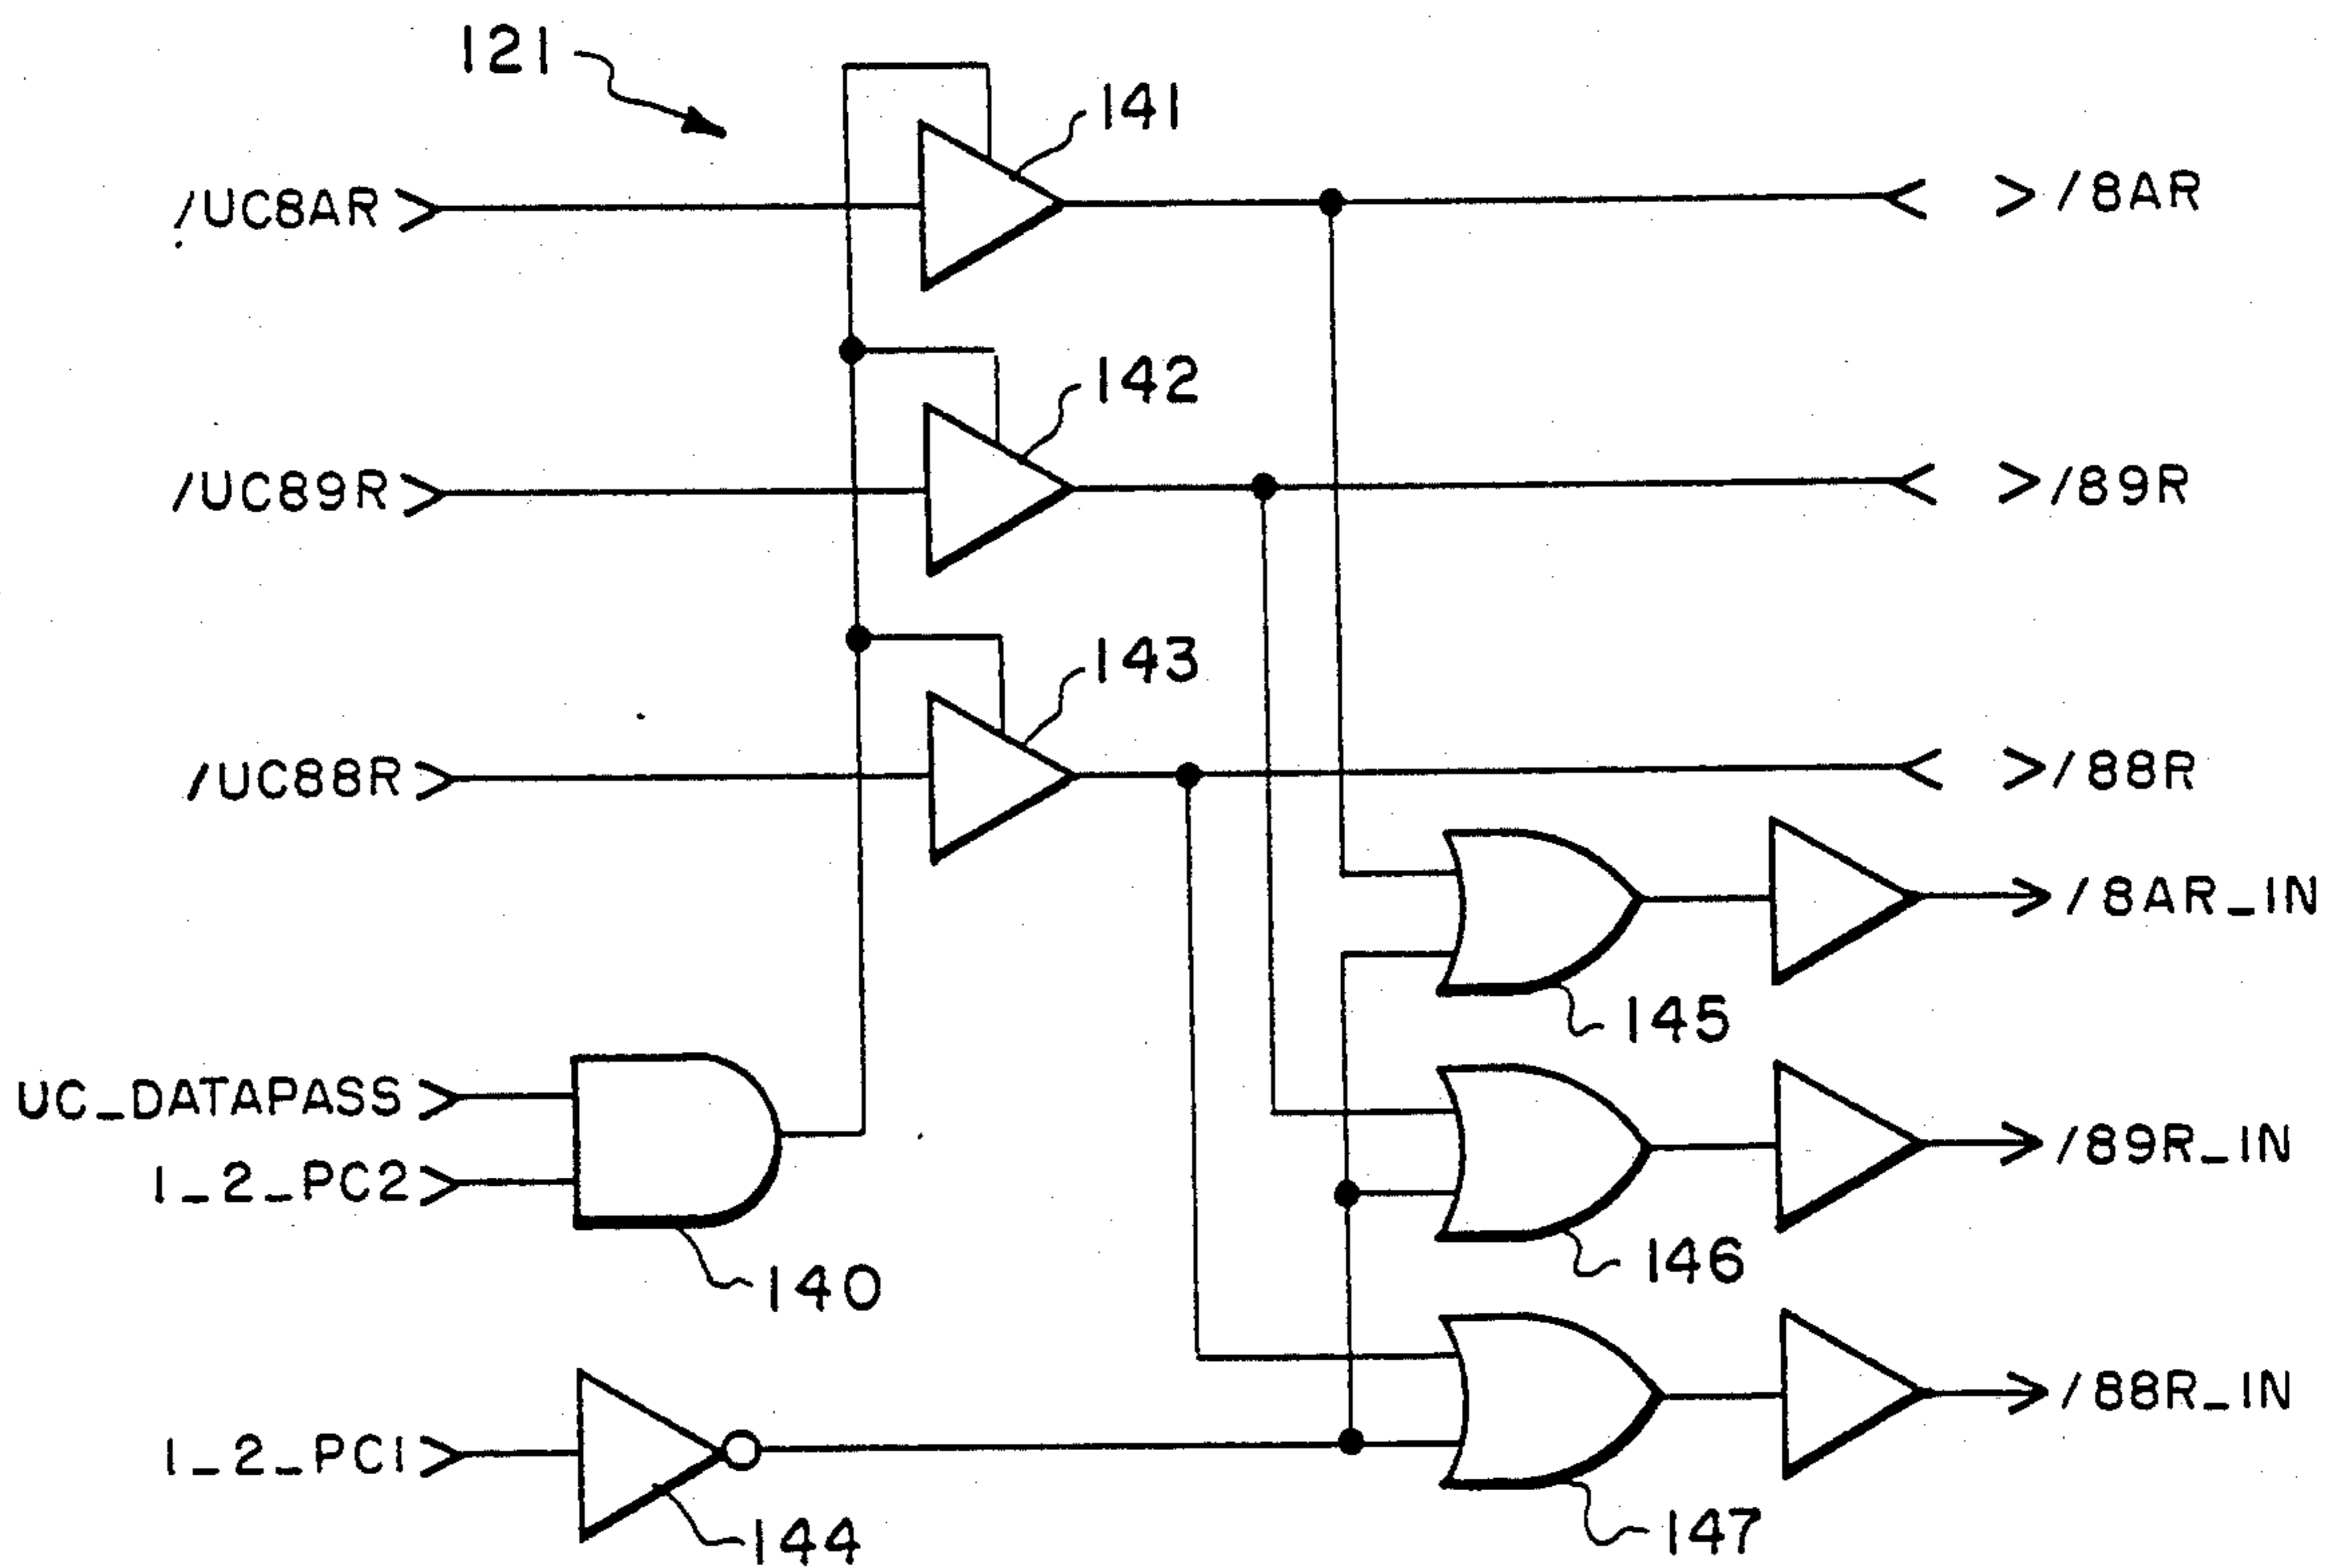 121
141
/UC8AR
/8AR
142
/UC89R
/89R
143
/UC88R
/88R
/8AR_IN
145
UC_DATAPASS
1_2_PC2
/89R_IN
146
140
/88R_IN
1_2_PC1
144
147